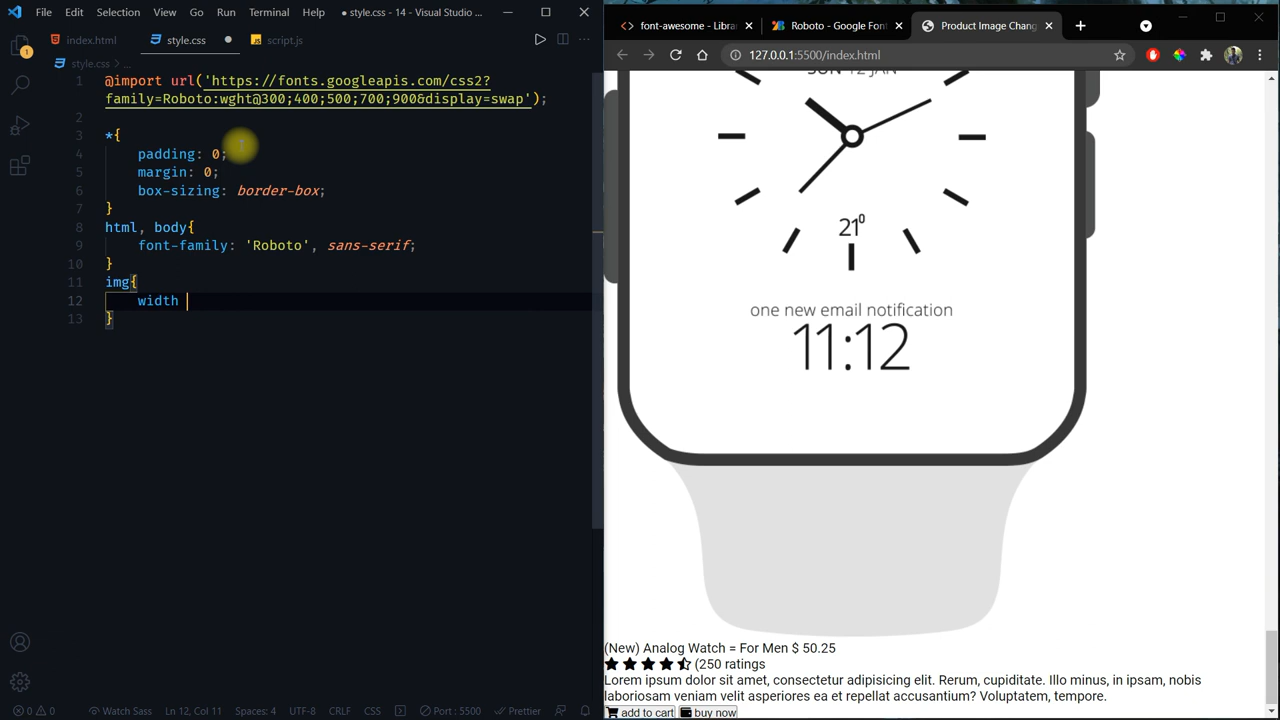 File Edit Selection View Go Run Terminal Help ● style.css - 14 - Visual Studio ...
index.html style.css script.js
style.css > ...
1 @import url('https://fonts.googleapis.com/css2?
family=Roboto:wght@300;400;500;700;900&display=swap');
2
3 *{
4 padding: 0;
5 margin: 0;
6 box-sizing: border-box;
7 }
8 html, body{
9 font-family: 'Roboto', sans-serif;
10 }
11 img{
12 width
13 }
0 0 Watch Sass Ln 12, Col 11 Spaces: 4 UTF-8 CRLF CSS Port : 5500 Prettier
font-awesome - Libra Roboto - Google Font Product Image Chang
127.0.0.1:5500/index.html
SUN 12 JAN
21⁰
one new email notification
11:12
(New) Analog Watch = For Men $ 50.25
(250 ratings
Lorem ipsum dolor sit amet, consectetur adipisicing elit. Rerum, cupiditate. Illo minus, in ipsam, nobis
laboriosam veniam velit asperiores ea et repellat accusantium? Voluptatem, tempore.
add to cart buy now